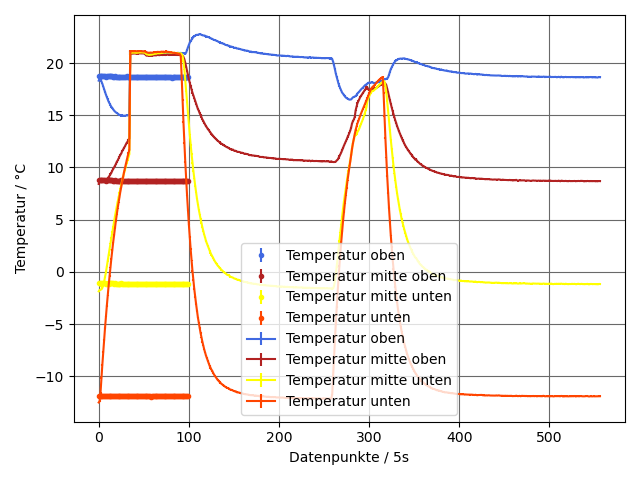 Temperatur / °C
20
15
10
5
0
−5
−10
Temperatur oben
Temperatur mitte oben
Temperatur mitte unten
Temperatur unten
Temperatur oben
Temperatur mitte oben
Temperatur mitte unten
Temperatur unten
0 100 200 300 400 500
Datenpunkte / 5s